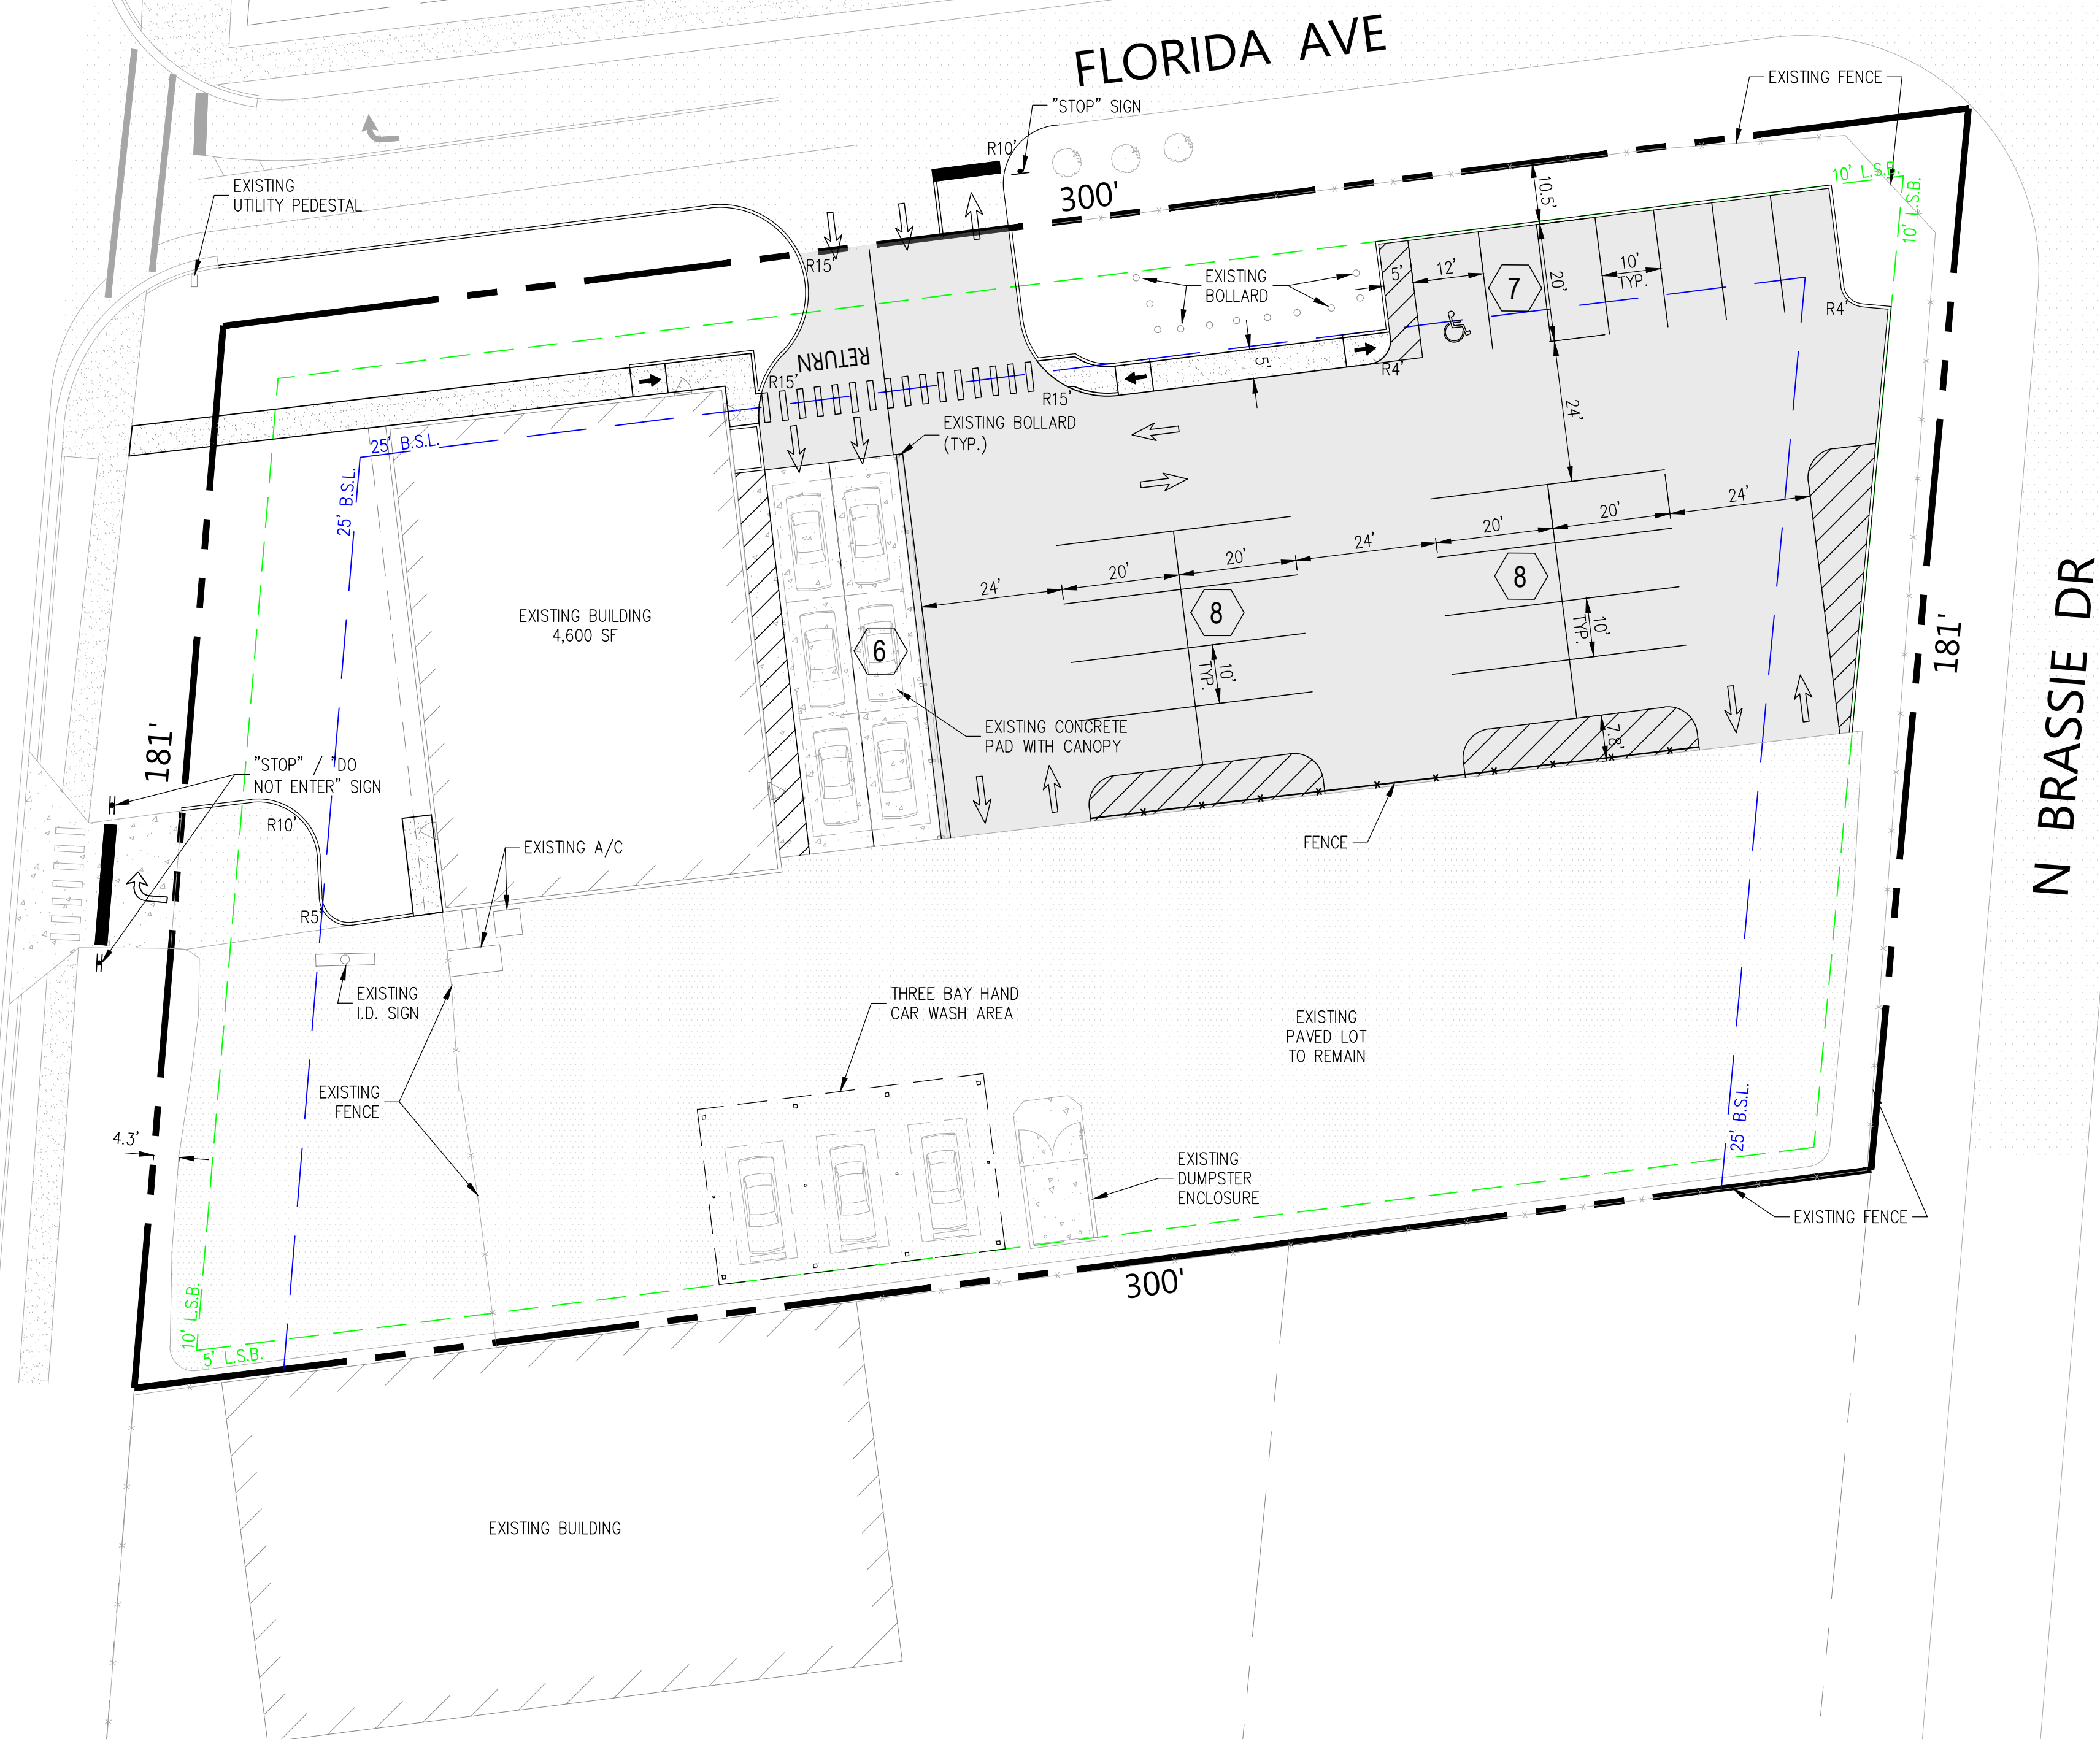 FLORIDA AVE
EXISTING FENCE
"STOP" SIGN
R10'
300'
10' L.S.B.
10' L.S.B.
EXISTING
UTILITY PEDESTAL
10.5'
R15'
EXISTING
BOLLARD
5'
12'
7
20'
10'
TYP.
R4'
RETURN
R15'
5'
R4'
R15'
24'
EXISTING BOLLARD
(TYP.)
25' B.S.L.
25' B.S.L.
24'
20'
20'
24'
20'
20'
24'
8
8
EXISTING BUILDING
4,600 SF
6
10'
TYP.
10'
TYP.
181'
N BRASSIE DR
EXISTING CONCRETE
PAD WITH CANOPY
7.8'
181'
"STOP" / "DO
NOT ENTER" SIGN
R10'
FENCE
EXISTING A/C
R5'
EXISTING
I.D. SIGN
THREE BAY HAND
CAR WASH AREA
EXISTING
PAVED LOT
TO REMAIN
EXISTING
FENCE
25' B.S.L.
4.3'
EXISTING
DUMPSTER
ENCLOSURE
EXISTING FENCE
300'
10' L.S.B.
5' L.S.B.
EXISTING BUILDING